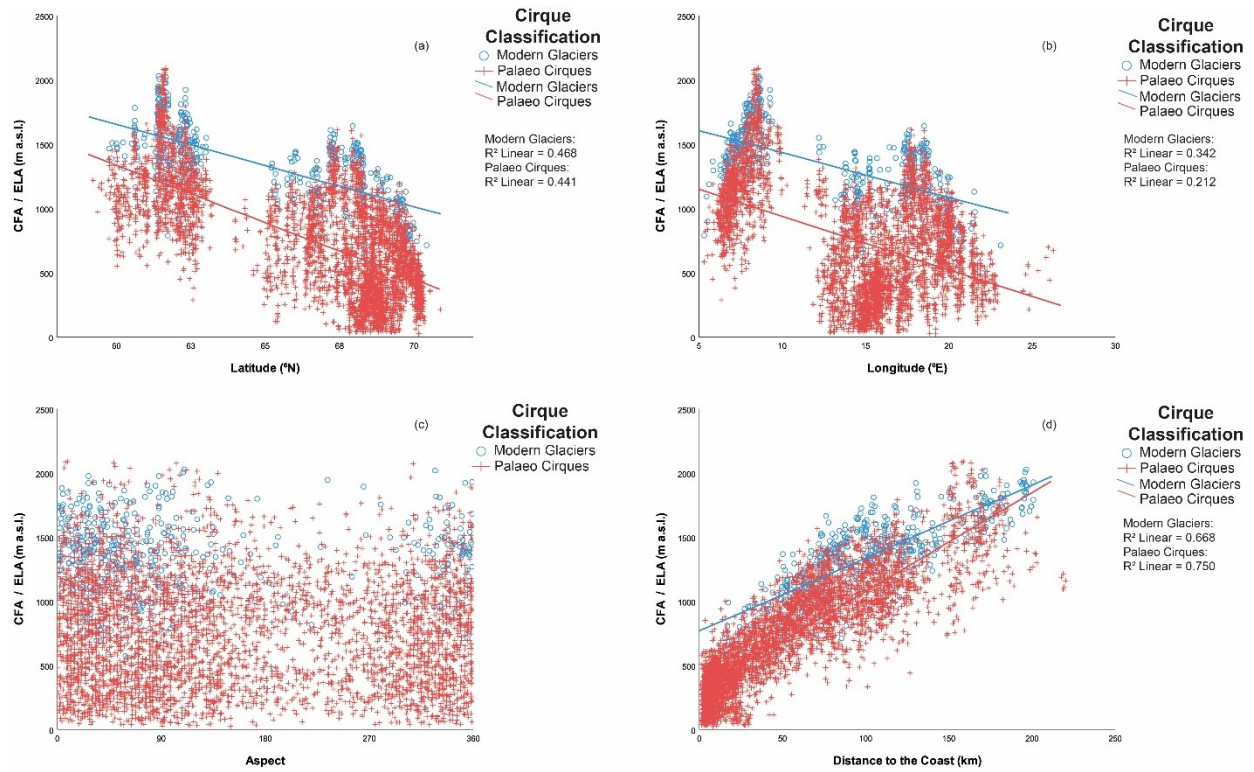 Cirque
Classification
Modern Glaciers
Palaeo Cirques
Modern Glaciers
Palaeo Cirques
Modern Glaciers:
R² Linear = 0.468
Palaeo Cirques:
R² Linear = 0.441
(a)
CFA / ELA (m a.s.l.)
2500
2000
1500
1000
500
0
60 63 65 68 70
Latitude (ºN)
Cirque
Classification
Modern Glaciers
Palaeo Cirques
Modern Glaciers
Palaeo Cirques
Modern Glaciers:
R² Linear = 0.342
Palaeo Cirques:
R² Linear = 0.212
(b)
CFA / ELA (m a.s.l.)
2500
2000
1500
1000
500
0
5 10 15 20 25 30
Longitude (ºE)
Cirque
Classification
Modern Glaciers
Palaeo Cirques
(c)
CFA / ELA (m a.s.l.)
2500
2000
1500
1000
500
0
0 90 180 270 360
Aspect
Cirque
Classification
Modern Glaciers
Palaeo Cirques
Modern Glaciers
Palaeo Cirques
Modern Glaciers:
R² Linear = 0.668
Palaeo Cirques:
R² Linear = 0.750
(d)
CFA / ELA (m a.s.l.)
2500
2000
1500
1000
500
0
0 50 100 150 200 250
Distance to the Coast (km)